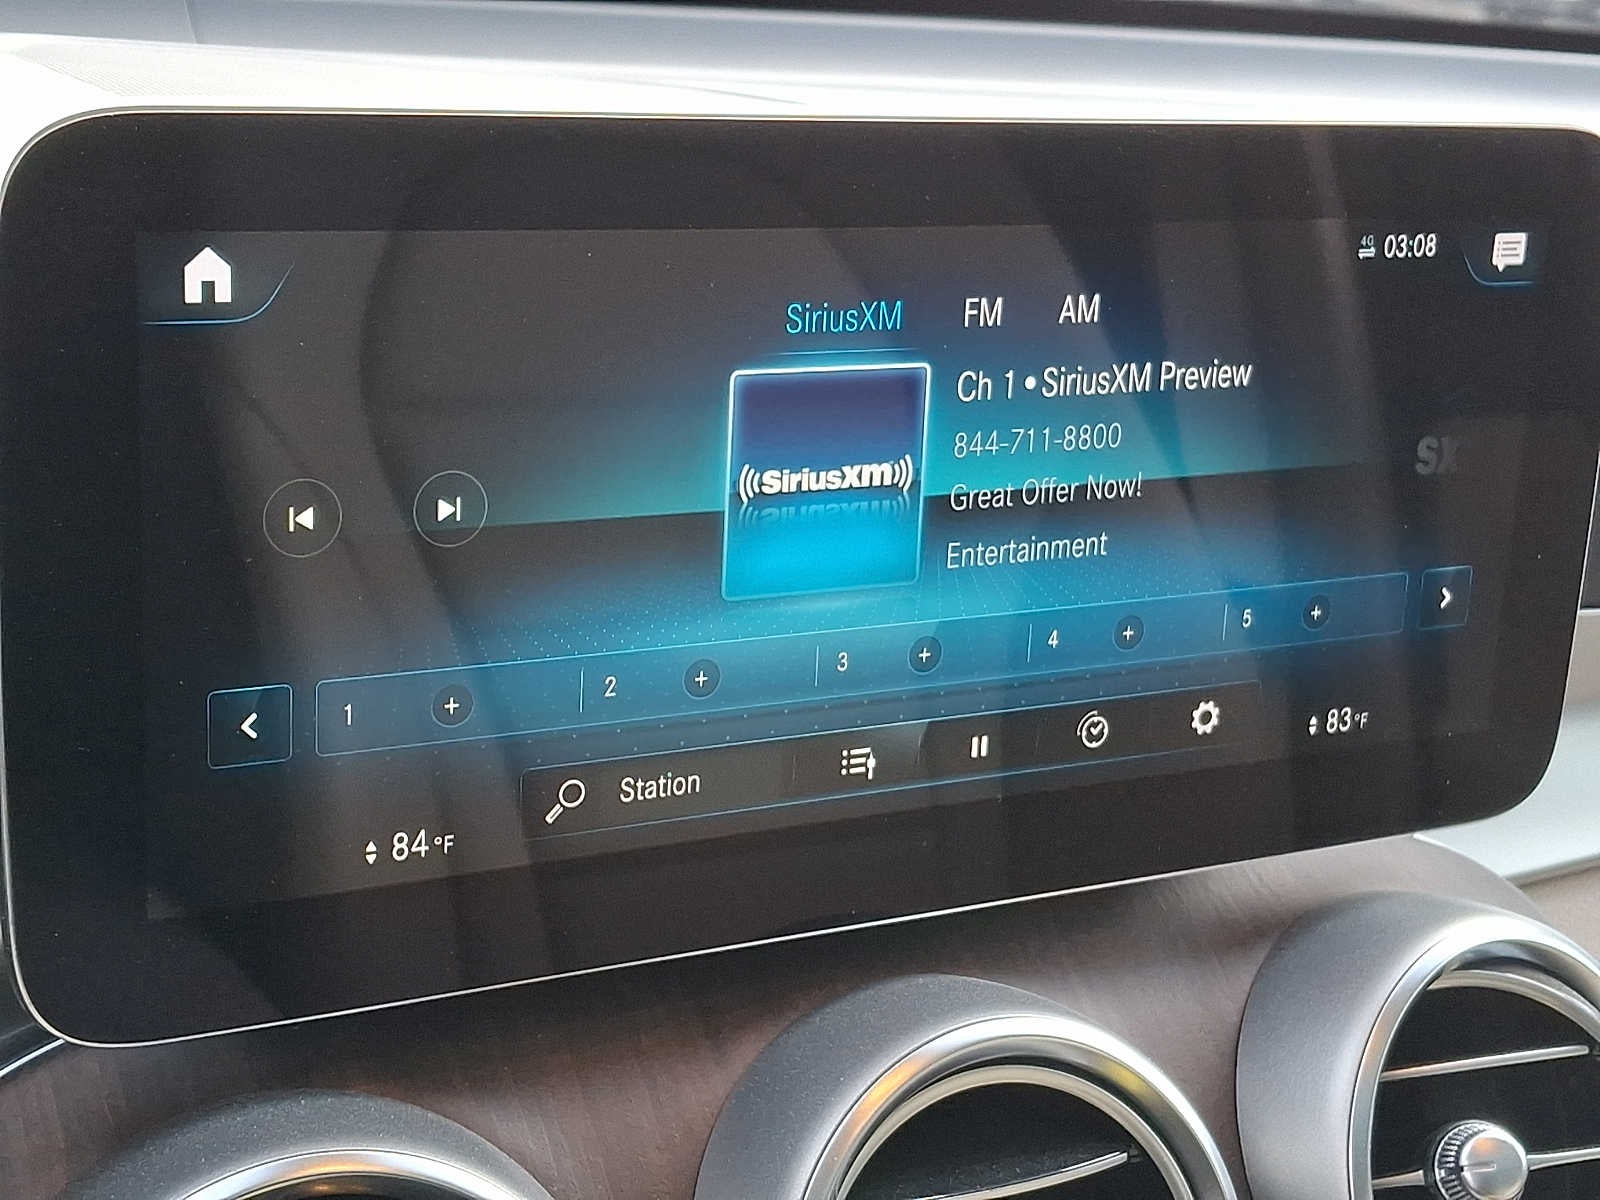 4G 03:08
SiriusXM FM AM
Ch 1 • SiriusXM Preview
844-711-8800
Great Offer Now!
Entertainment
((SiriusXM))
SX
1 + 2 + 3 + 4 + 5 +
Station
84°F
83°F